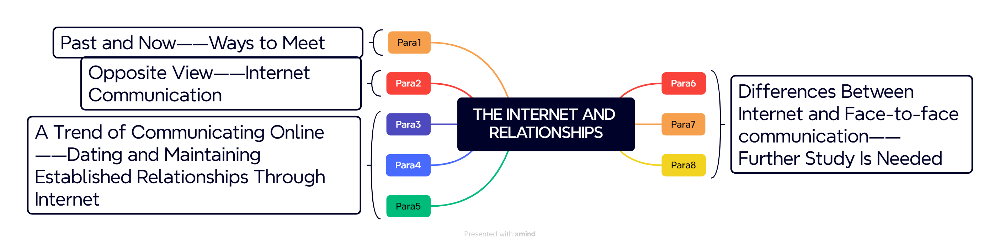 Past and Now——Ways to Meet
Para1
Opposite View——Internet
Communication
Para2
A Trend of Communicating Online
——Dating and Maintaining
Established Relationships Through
Internet
Para3
Para4
Para5
THE INTERNET AND
RELATIONSHIPS
Para6
Para7
Para8
Differences Between
Internet and Face-to-face
communication——
Further Study Is Needed
Presented with xmind